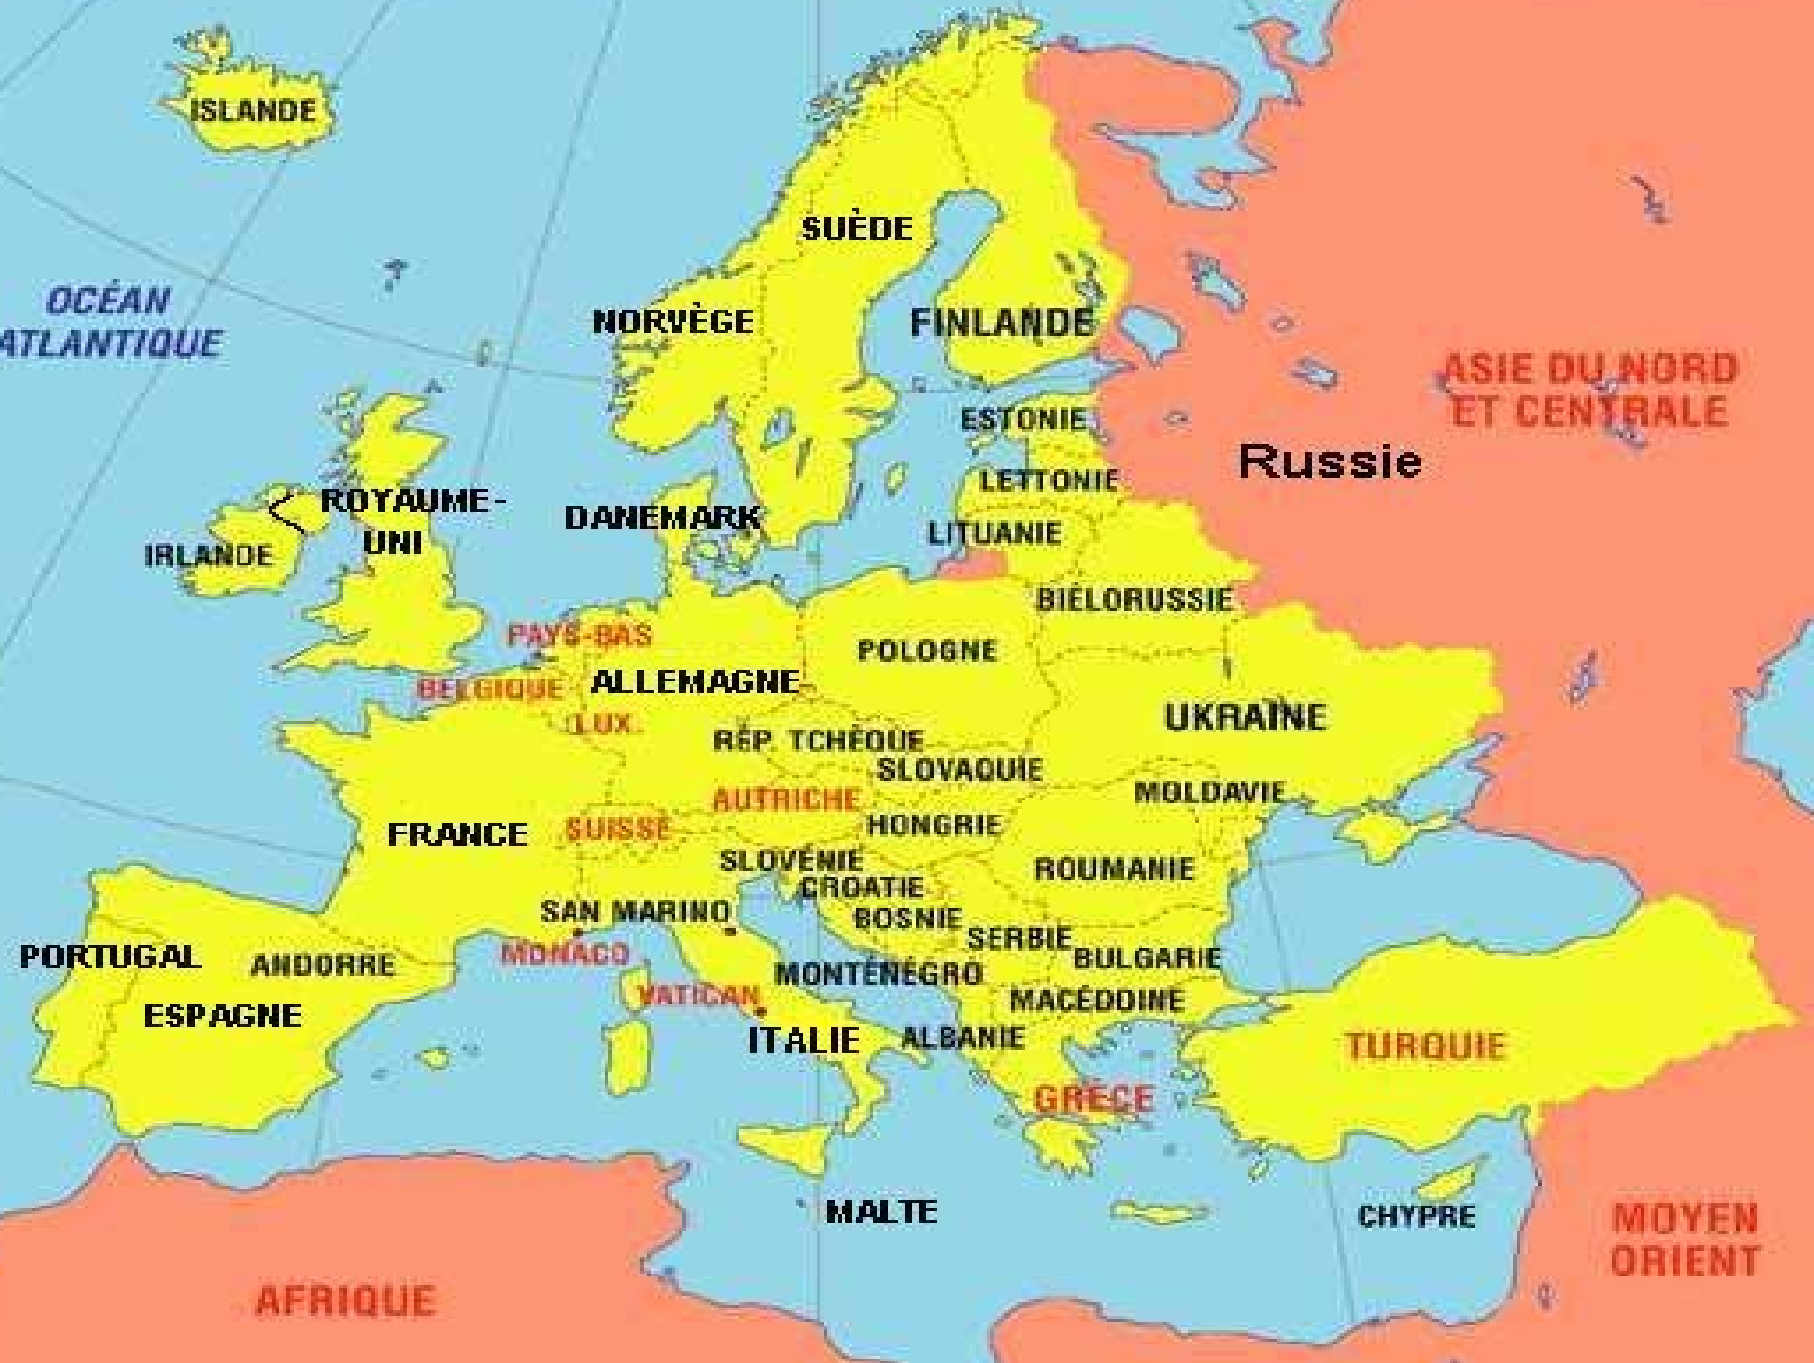 ISLANDE
SUÈDE
OCÉAN
ATLANTIQUE
NORVÈGE
FINLANDE
ASIE DU NORD
ET CENTRALE
ESTONIE
Russie
LETTONIE
ROYAUME-
UNI
DANEMARK
LITUANIE
IRLANDE
BIÉLORUSSIE
PAYS-BAS
POLOGNE
BELGIQUE
ALLEMAGNE
LUX.
UKRAÏNE
RÉP. TCHÈQUE
SLOVAQUIE
MOLDAVIE
AUTRICHE
FRANCE
SUISSE
HONGRIE
SLOVÉNIE
ROUMANIE
CROATIE
SAN MARINO
BOSNIE
SERBIE
PORTUGAL
ANDORRE
MONACO
BULGARIE
MONTÉNÉGRO
VATICAN
MACÉDOINE
ESPAGNE
ITALIE
ALBANIE
TURQUIE
GRÈCE
MALTE
CHYPRE
MOYEN
ORIENT
AFRIQUE